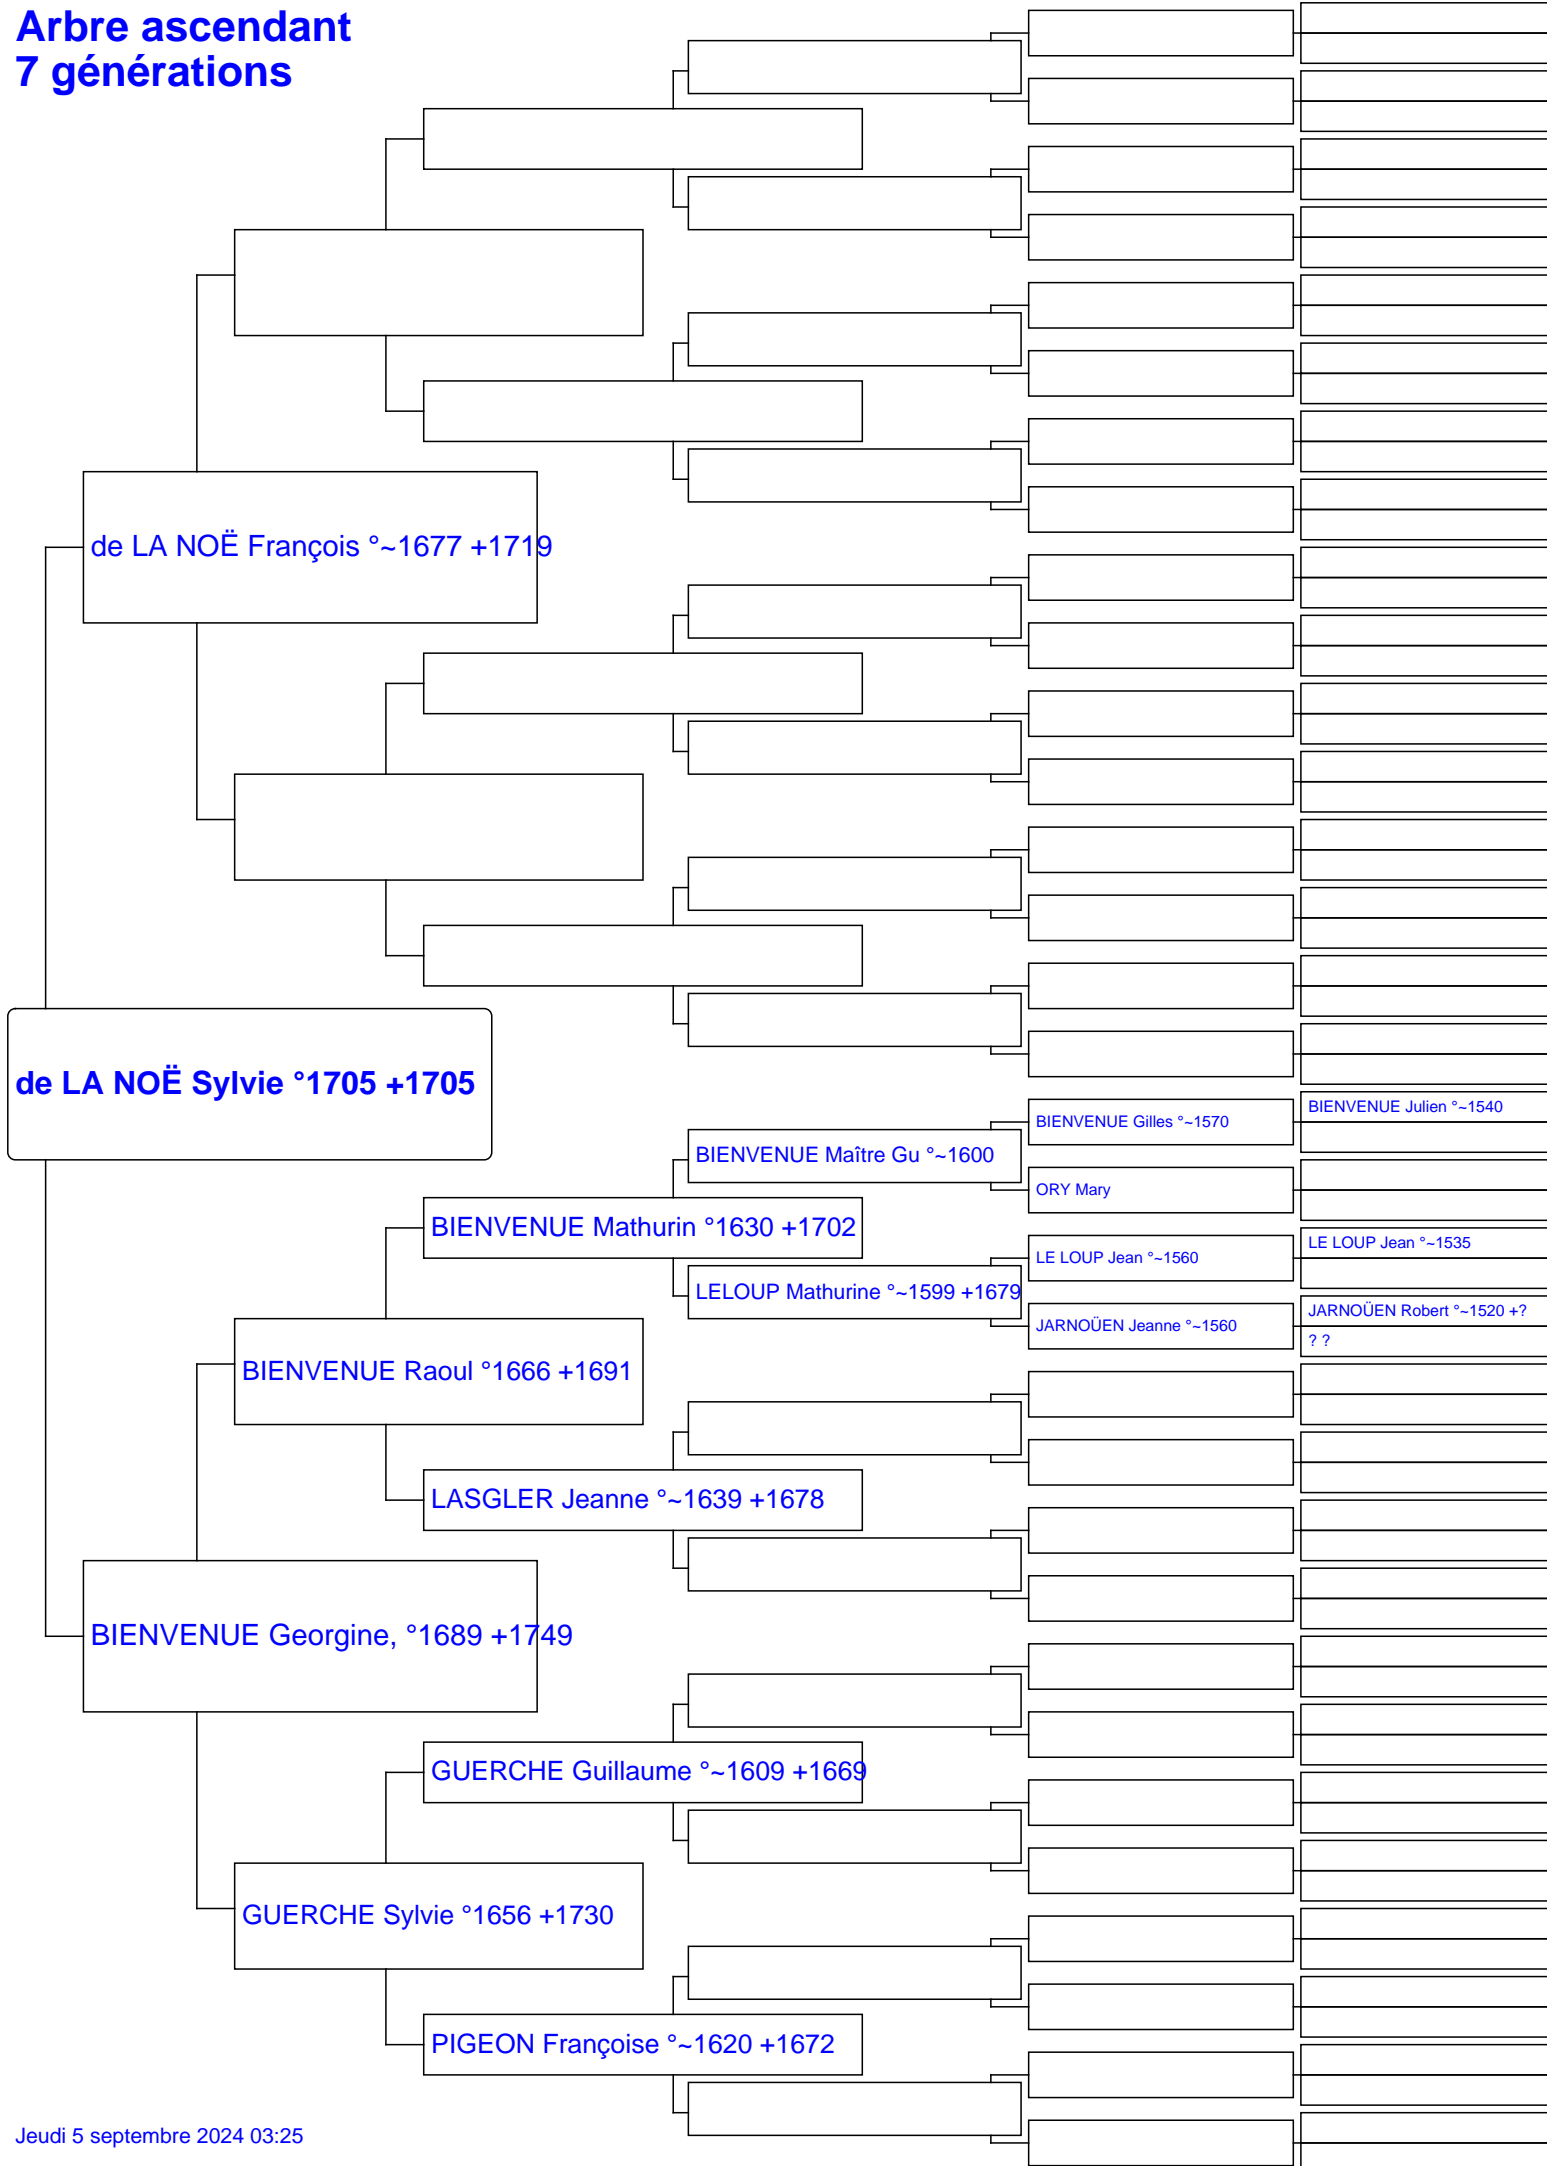 Arbre ascendant
7 générations
de LA NOË François °~1677 +1719
de LA NOË Sylvie °1705 +1705
BIENVENUE Julien °~1540
BIENVENUE Gilles °~1570
BIENVENUE Maître Gu °~1600
ORY Mary
BIENVENUE Mathurin °1630 +1702
LE LOUP Jean °~1535
LE LOUP Jean °~1560
LELOUP Mathurine °~1599 +1679
JARNOÜEN Robert °~1520 +?
JARNOÜEN Jeanne °~1560
? ?
BIENVENUE Raoul °1666 +1691
LASGLER Jeanne °~1639 +1678
BIENVENUE Georgine, °1689 +1749
GUERCHE Guillaume °~1609 +1669
GUERCHE Sylvie °1656 +1730
PIGEON Françoise °~1620 +1672
Jeudi 5 septembre 2024 03:25